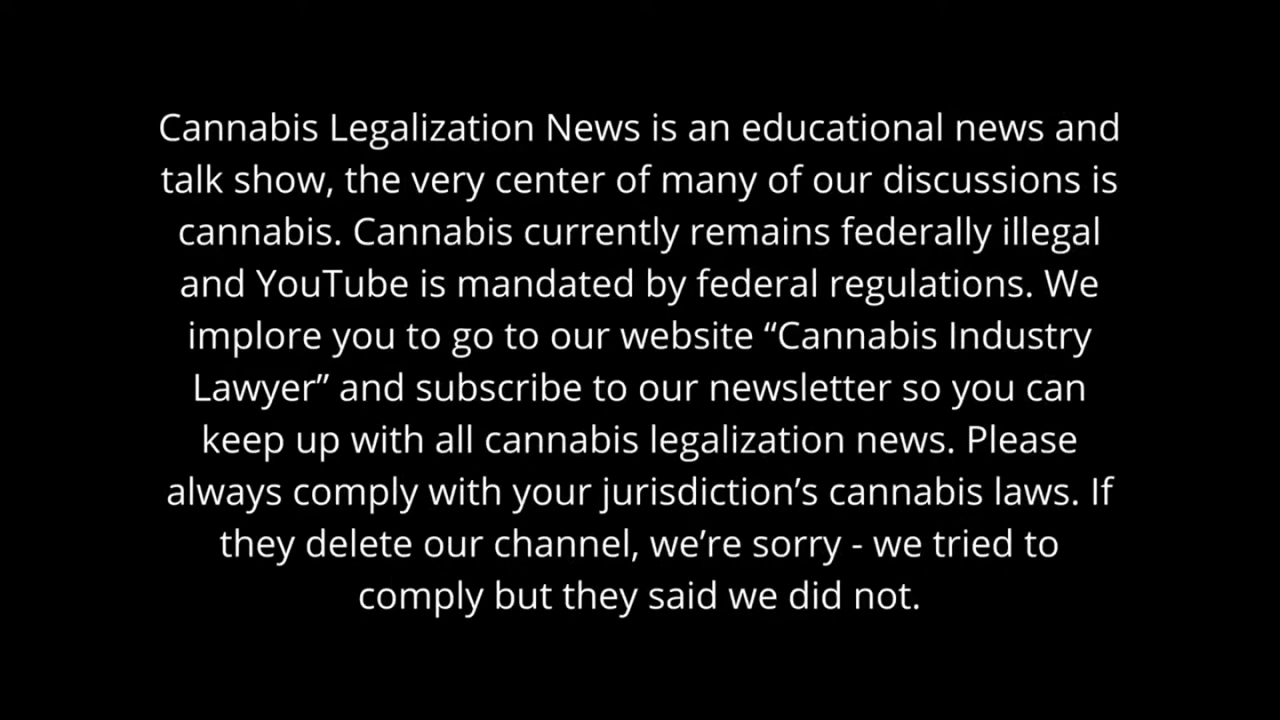 Cannabis Legalization News is an educational news and
talk show, the very center of many of our discussions is
cannabis. Cannabis currently remains federally illegal
and YouTube is mandated by federal regulations. We
implore you to go to our website “Cannabis Industry
Lawyer” and subscribe to our newsletter so you can
keep up with all cannabis legalization news. Please
always comply with your jurisdiction’s cannabis laws. If
they delete our channel, we’re sorry - we tried to
comply but they said we did not.